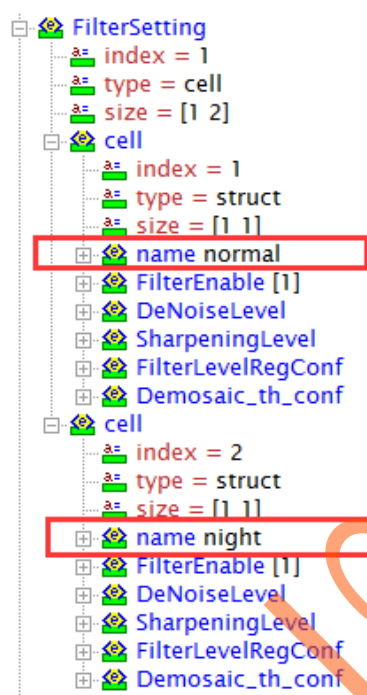 FilterSetting
index = 1
type = cell
size = [1 2]
cell
index = 1
type = struct
size = [1 1]
name normal
FilterEnable [1]
DeNoiseLevel
SharpeningLevel
FilterLevelRegConf
Demosaic_th_conf
cell
index = 2
type = struct
size = [1 1]
name night
FilterEnable [1]
DeNoiseLevel
SharpeningLevel
FilterLevelRegConf
Demosaic_th_conf